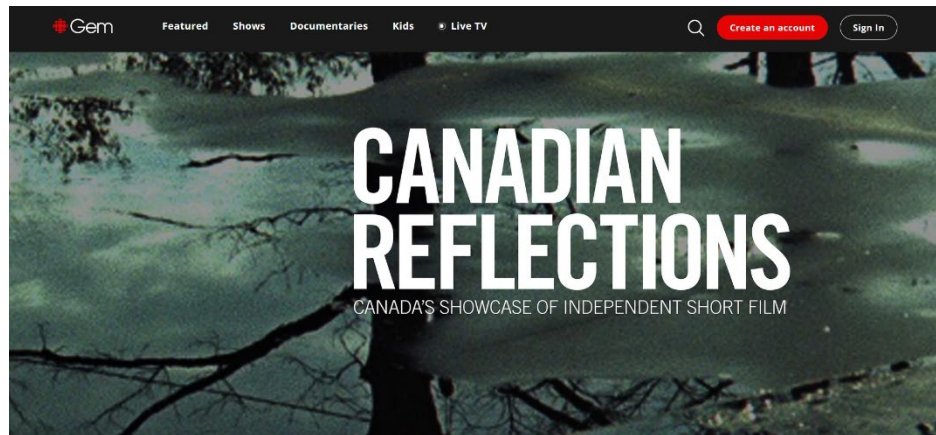 Gem Featured Shows Documentaries Kids Live TV Create an account Sign In
CANADIAN
REFLECTIONS
CANADA'S SHOWCASE OF INDEPENDENT SHORT FILM